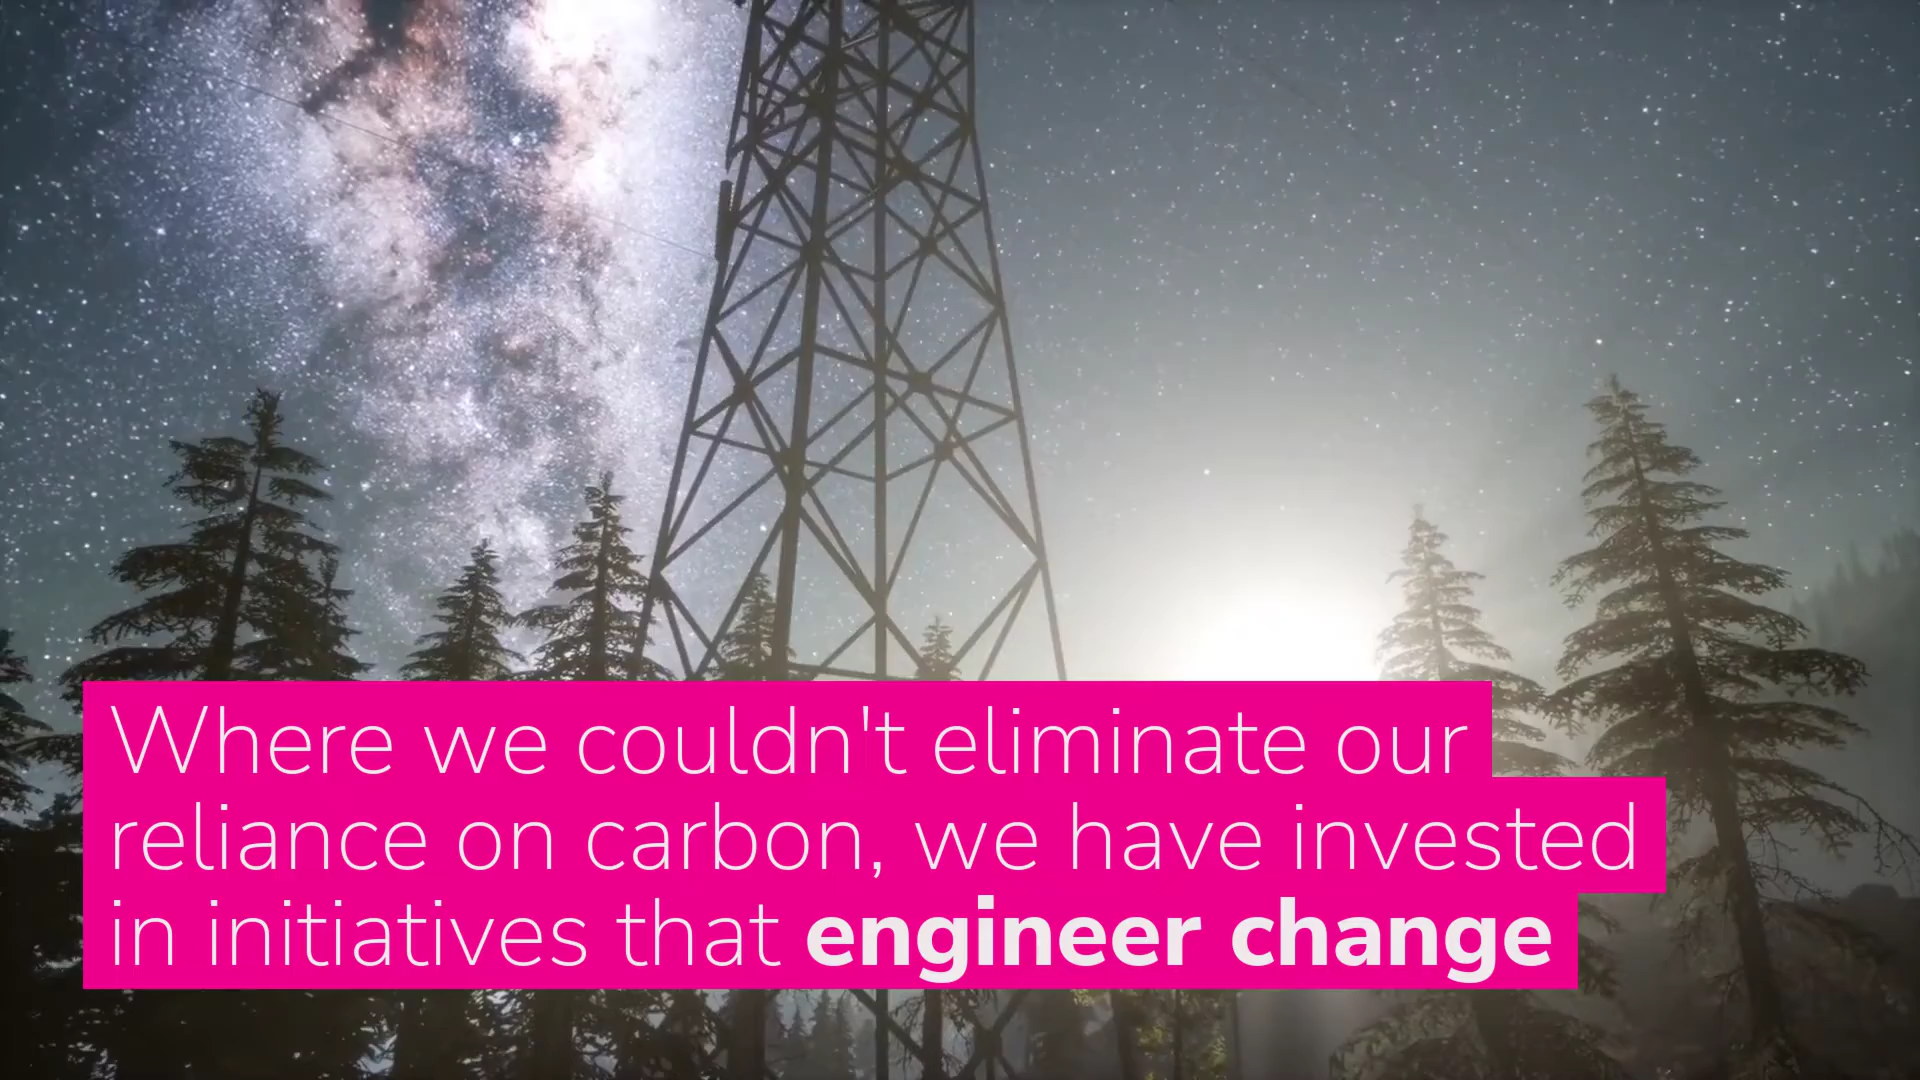 Where we couldn't eliminate our
reliance on carbon, we have invested
in initiatives that engineer change